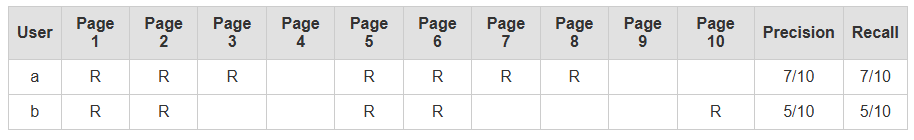 User Page 1 Page 2 Page 3 Page 4 Page 5 Page 6 Page 7 Page 8 Page 9 Page 10 Precision Recall
a R R R R R R R 7/10 7/10
b R R R R R 5/10 5/10